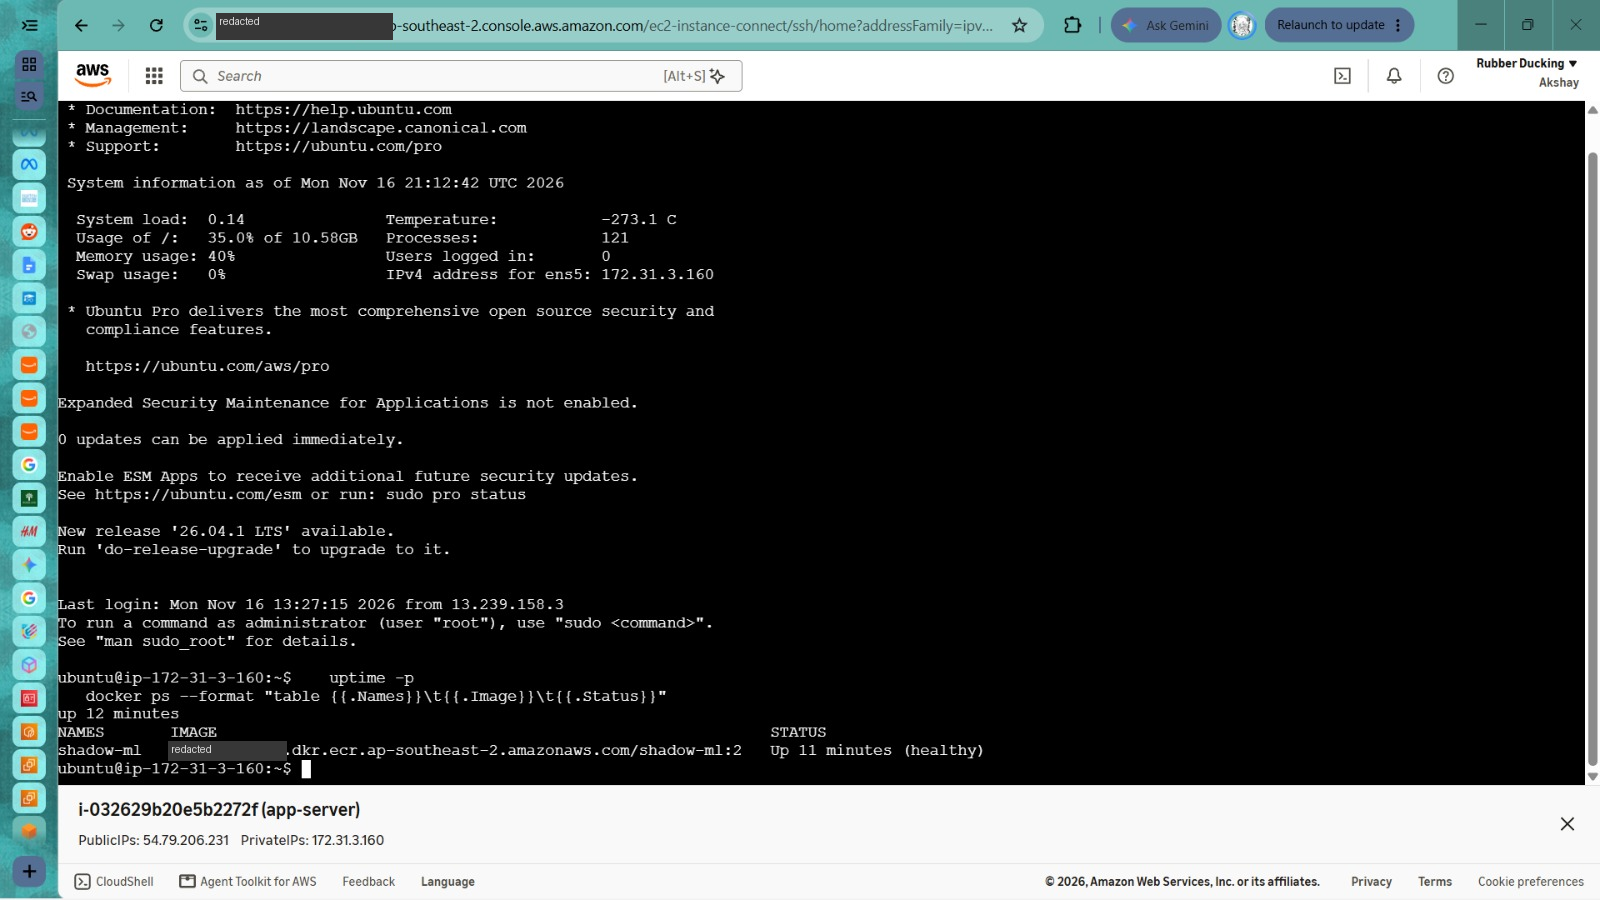 redacted
o-southeast-2.console.aws.amazon.com/ec2-instance-connect/ssh/home?addressFamily=ipv...
Ask Gemini
Relaunch to update
aws
Search
[Alt+S]
Rubber Ducking
Akshay
* Documentation: https://help.ubuntu.com
* Management: https://landscape.canonical.com
* Support: https://ubuntu.com/pro
System information as of Mon Nov 16 21:12:42 UTC 2026
System load: 0.14 Temperature: -273.1 C
Usage of /: 35.0% of 10.58GB Processes: 121
Memory usage: 40% Users logged in: 0
Swap usage: 0% IPv4 address for ens5: 172.31.3.160
* Ubuntu Pro delivers the most comprehensive open source security and
compliance features.
https://ubuntu.com/aws/pro
Expanded Security Maintenance for Applications is not enabled.
0 updates can be applied immediately.
Enable ESM Apps to receive additional future security updates.
See https://ubuntu.com/esm or run: sudo pro status
New release '26.04.1 LTS' available.
Run 'do-release-upgrade' to upgrade to it.
Last login: Mon Nov 16 13:27:15 2026 from 13.239.158.3
To run a command as administrator (user "root"), use "sudo <command>".
See "man sudo_root" for details.
ubuntu@ip-172-31-3-160:~$ uptime -p
docker ps --format "table {{.Names}}\t{{.Image}}\t{{.Status}}"
up 12 minutes
NAMES IMAGE STATUS
shadow-ml redacted .dkr.ecr.ap-southeast-2.amazonaws.com/shadow-ml:2 Up 11 minutes (healthy)
ubuntu@ip-172-31-3-160:~$
i-032629b20e5b2272f (app-server)
PublicIPs: 54.79.206.231 PrivateIPs: 172.31.3.160
CloudShell Agent Toolkit for AWS Feedback Language © 2026, Amazon Web Services, Inc. or its affiliates. Privacy Terms Cookie preferences